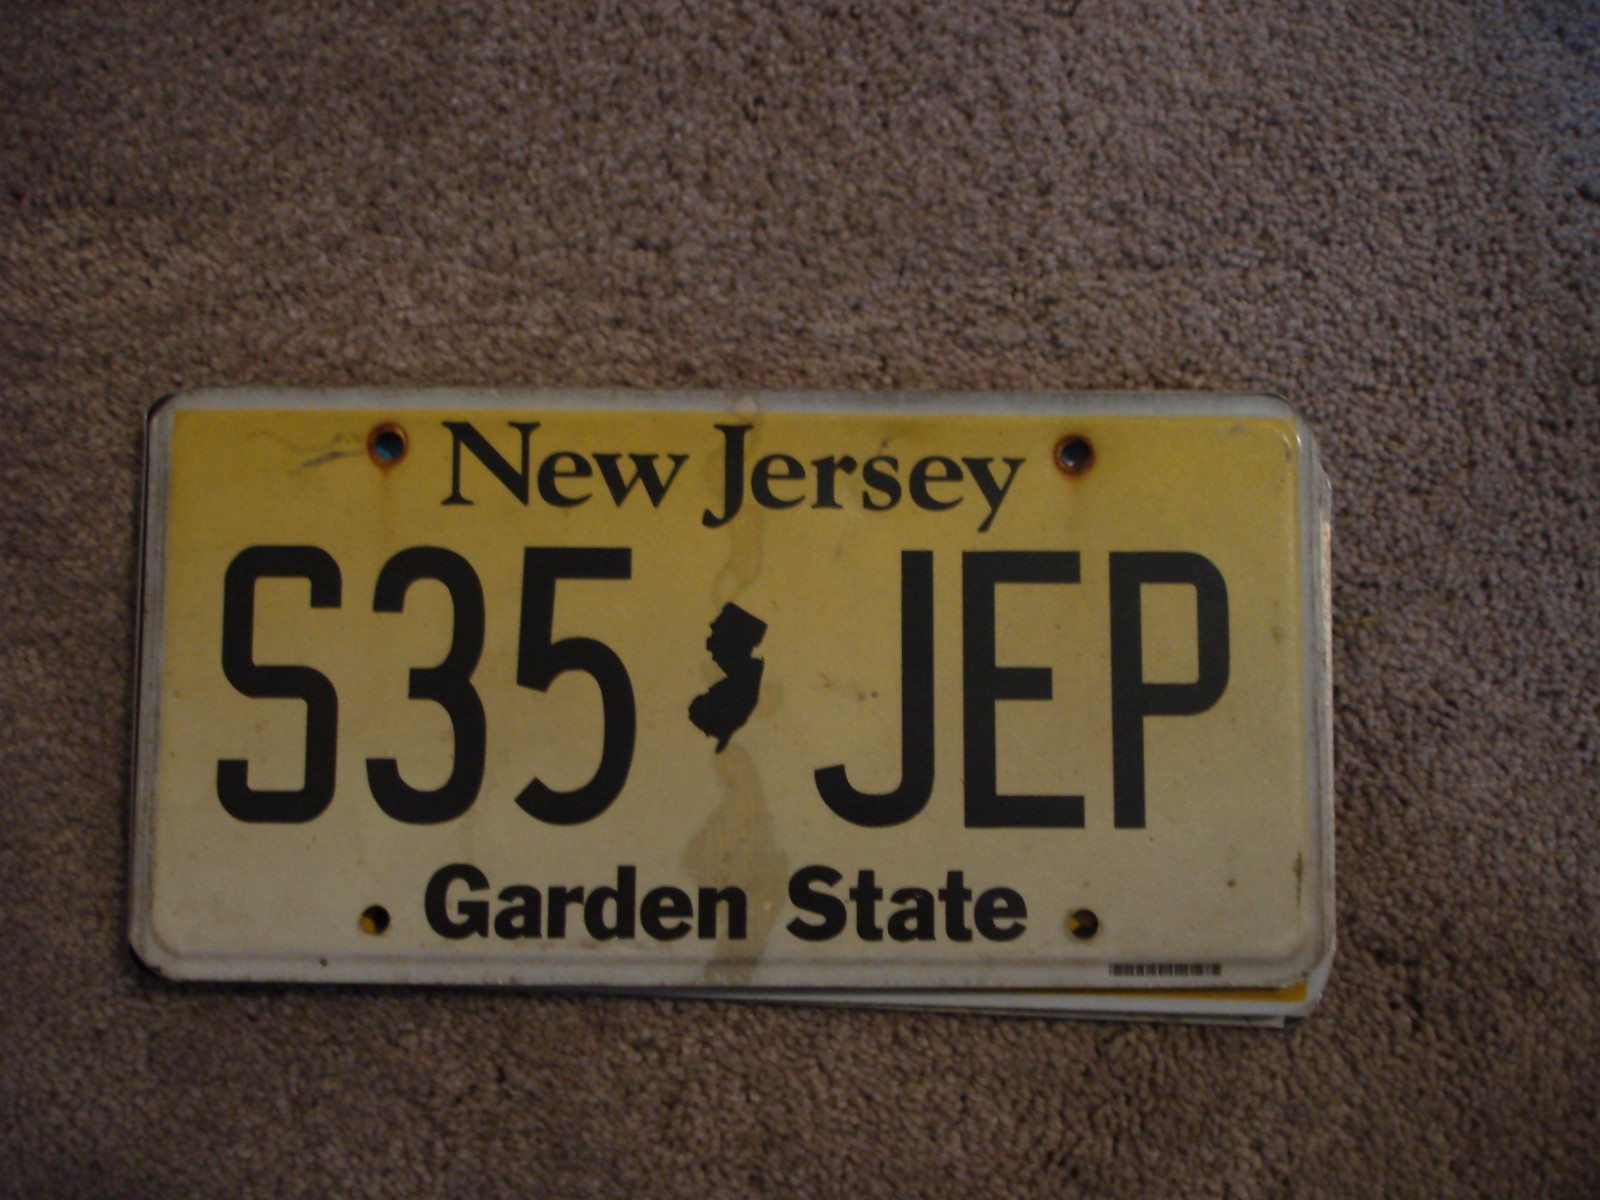 New Jersey
S35 JEP
Garden State